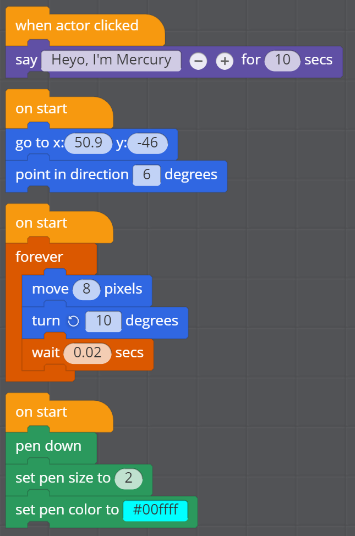 when actor clicked
say Heyo, I'm Mercury − + for 10 secs
on start
go to x: 50.9 y: -46
point in direction 6 degrees
on start
forever
move 8 pixels
turn 10 degrees
wait 0.02 secs
on start
pen down
set pen size to 2
set pen color to #00ffff